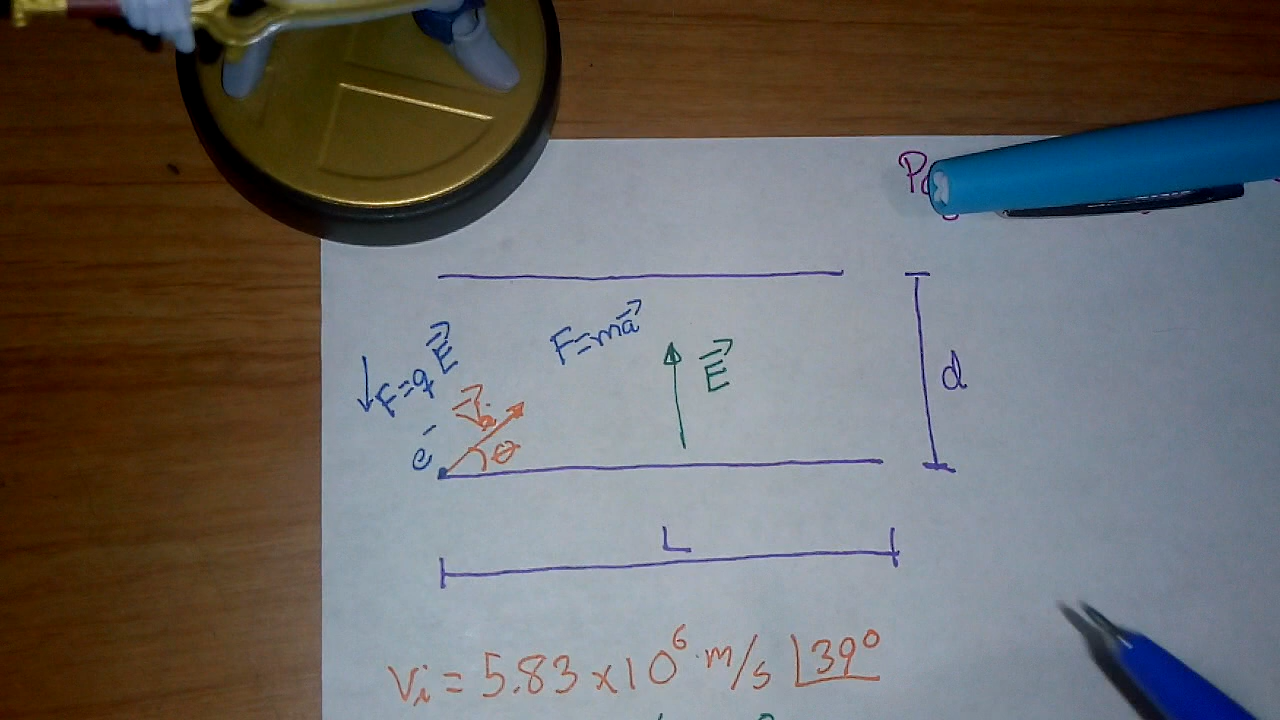 F=qE⃗
F=ma⃗
E⃗
d
v⃗ᵢ
θ
e⁻
L
Vᵢ = 5.83 x 10⁶ m/s |39°